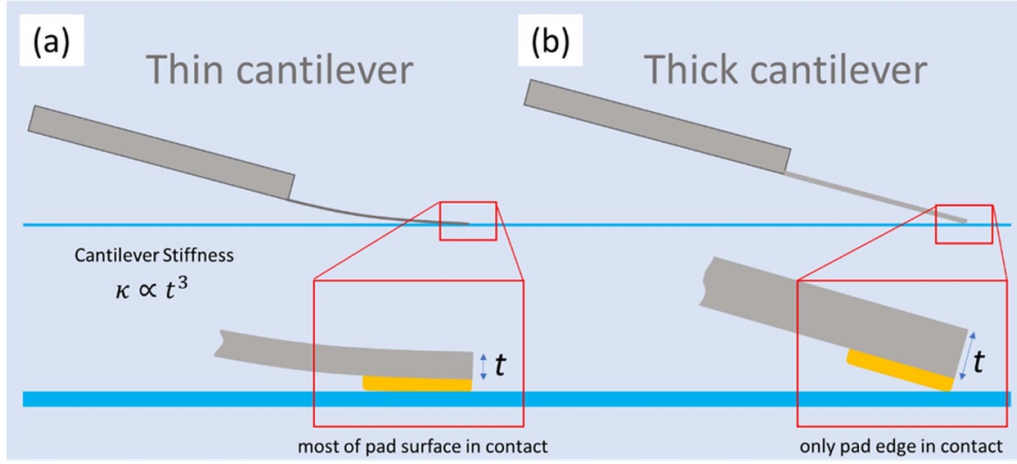 (a)
Thin cantilever
(b)
Thick cantilever
Cantilever Stiffness
κ ∝ t³
t
t
most of pad surface in contact
only pad edge in contact